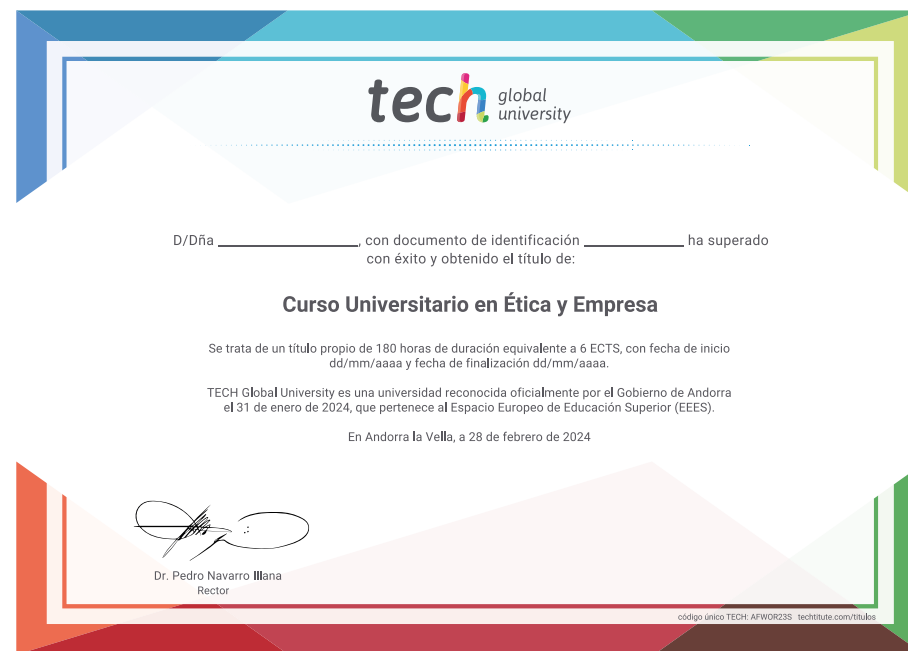 tech global university
D/Dña ____________________, con documento de identificación ______________ ha superado
con éxito y obtenido el título de:
Curso Universitario en Ética y Empresa
Se trata de un título propio de 180 horas de duración equivalente a 6 ECTS, con fecha de inicio
dd/mm/aaaa y fecha de finalización dd/mm/aaaa.
TECH Global University es una universidad reconocida oficialmente por el Gobierno de Andorra
el 31 de enero de 2024, que pertenece al Espacio Europeo de Educación Superior (EEES).
En Andorra la Vella, a 28 de febrero de 2024
Dr. Pedro Navarro Illana
Rector
código único TECH: AFWOR23S techtitute.com/titulos